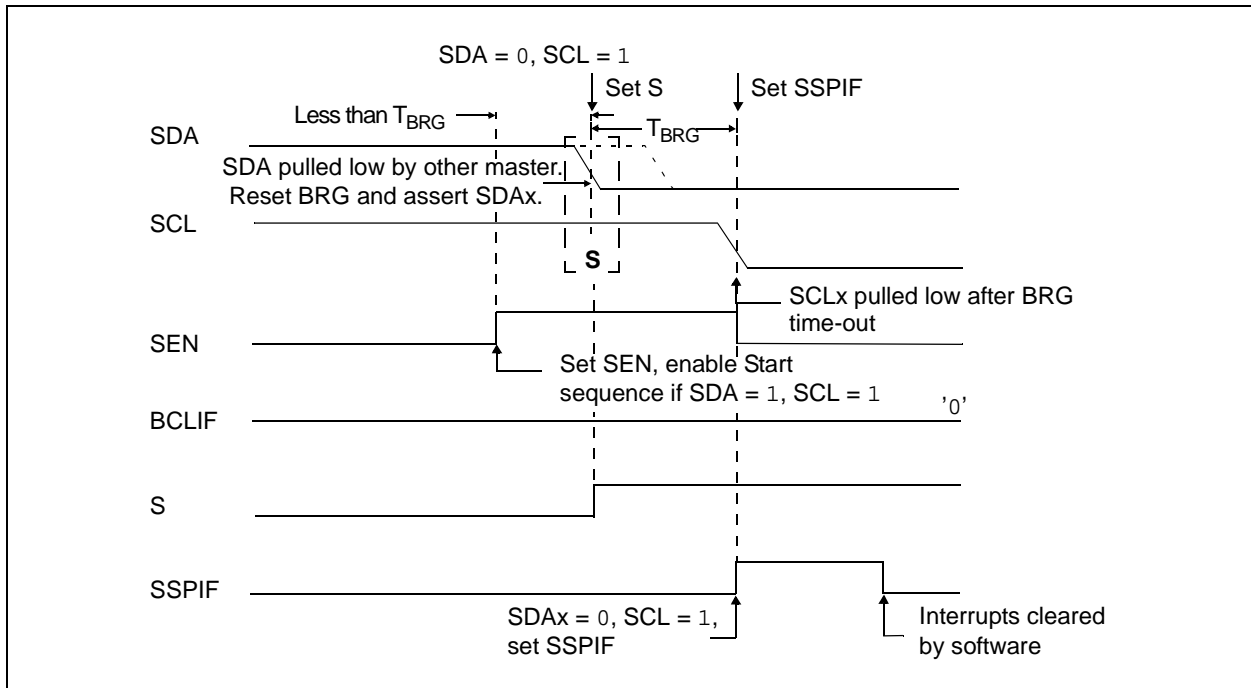 SDA = 0, SCL = 1
Set S
Set SSPIF
Less than TBRG
TBRG
SDA
SDA pulled low by other master.
Reset BRG and assert SDAx.
SCL
S
SCLx pulled low after BRG
time-out
SEN
Set SEN, enable Start
sequence if SDA = 1, SCL = 1
'0'
BCLIF
S
SSPIF
SDAx = 0, SCL = 1,
set SSPIF
Interrupts cleared
by software